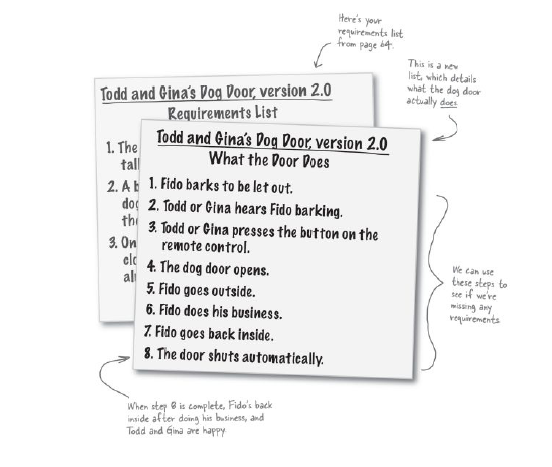 Here's your
requirements list
from page 64.
This is a new
list, which details
what the dog door
actually does
Todd and Gina's Dog Door, version 2.0
Requirements List
1. The
tal
2. A b
do
th
3. On
clo
al
Todd and Gina's Dog Door, version 2.0
What the Door Does
1. Fido barks to be let out.
2. Todd or Gina hears Fido barking.
3. Todd or Gina presses the button on the
remote control.
4. The dog door opens.
5. Fido goes outside.
6. Fido does his business.
7. Fido goes back inside.
8. The door shuts automatically.
We can use
these steps to
see if we're
missing any
requirements
When step 8 is complete, Fido's back
inside after doing his business, and
Todd and Gina are happy